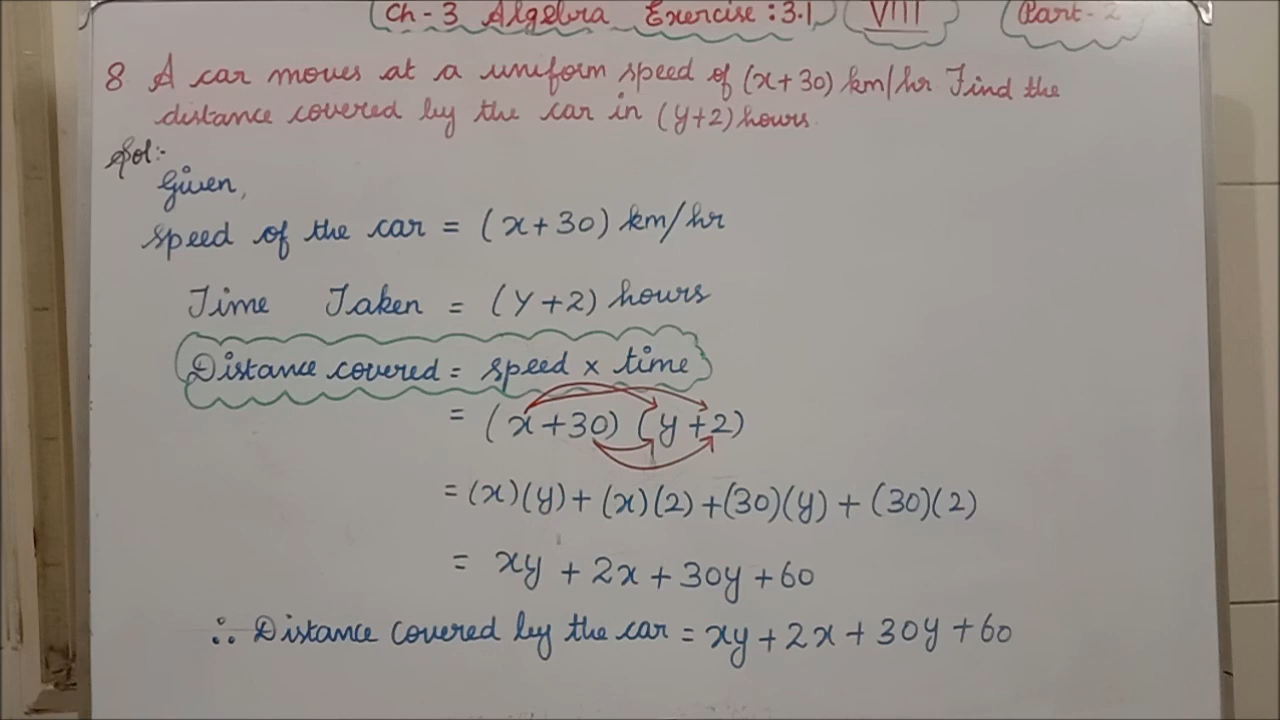 Ch-3 Algebra Exercise:3.1 VIII Part-2
8 A car moves at a uniform speed of (x+30) km/hr Find the
distance covered by the car in (y+2) hours.
Sol:-
Given,
speed of the car = (x+30) km/hr
Time Taken = (y+2) hours
Distance covered = speed × time
= (x+30) (y+2)
= (x)(y) + (x)(2) + (30)(y) + (30)(2)
= xy + 2x + 30y + 60
∴ Distance covered by the car = xy + 2x + 30y + 60